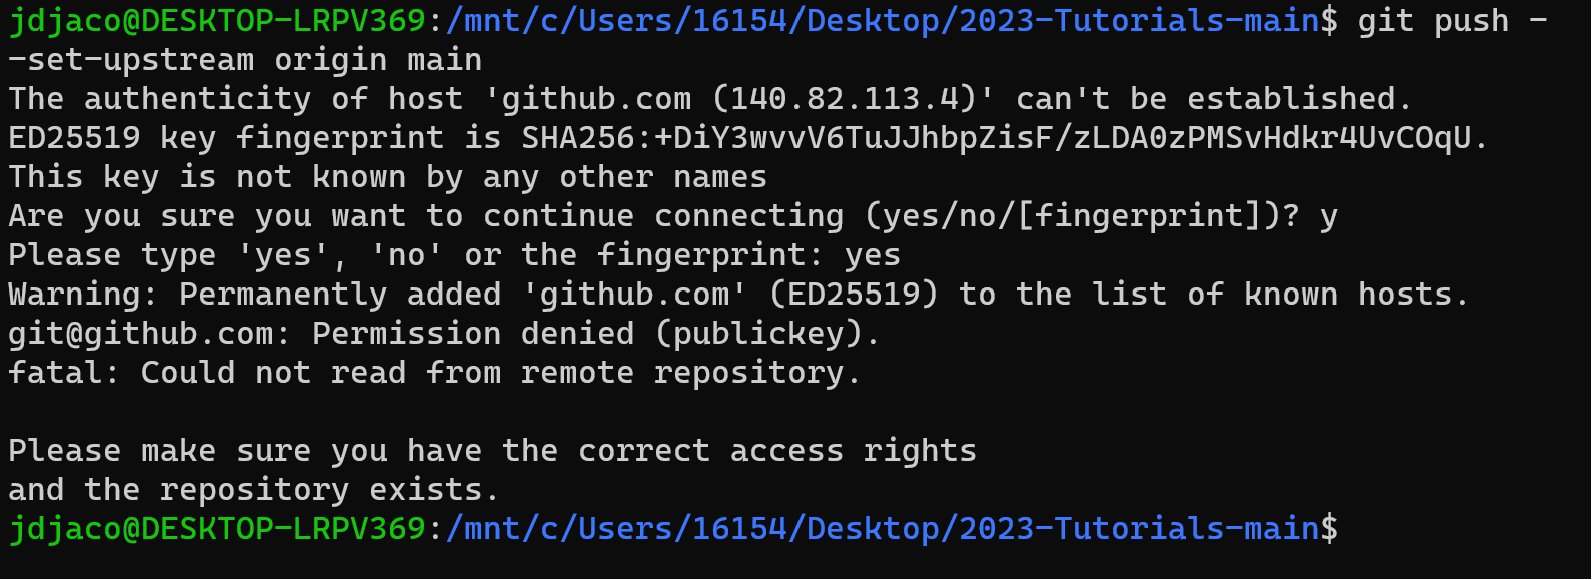 jdjaco@DESKTOP-LRPV369:/mnt/c/Users/16154/Desktop/2023-Tutorials-main$ git push -
-set-upstream origin main
The authenticity of host 'github.com (140.82.113.4)' can't be established.
ED25519 key fingerprint is SHA256:+DiY3wvvV6TuJJhbpZisF/zLDA0zPMSvHdkr4UvCOqU.
This key is not known by any other names
Are you sure you want to continue connecting (yes/no/[fingerprint])? y
Please type 'yes', 'no' or the fingerprint: yes
Warning: Permanently added 'github.com' (ED25519) to the list of known hosts.
git@github.com: Permission denied (publickey).
fatal: Could not read from remote repository.

Please make sure you have the correct access rights
and the repository exists.
jdjaco@DESKTOP-LRPV369:/mnt/c/Users/16154/Desktop/2023-Tutorials-main$